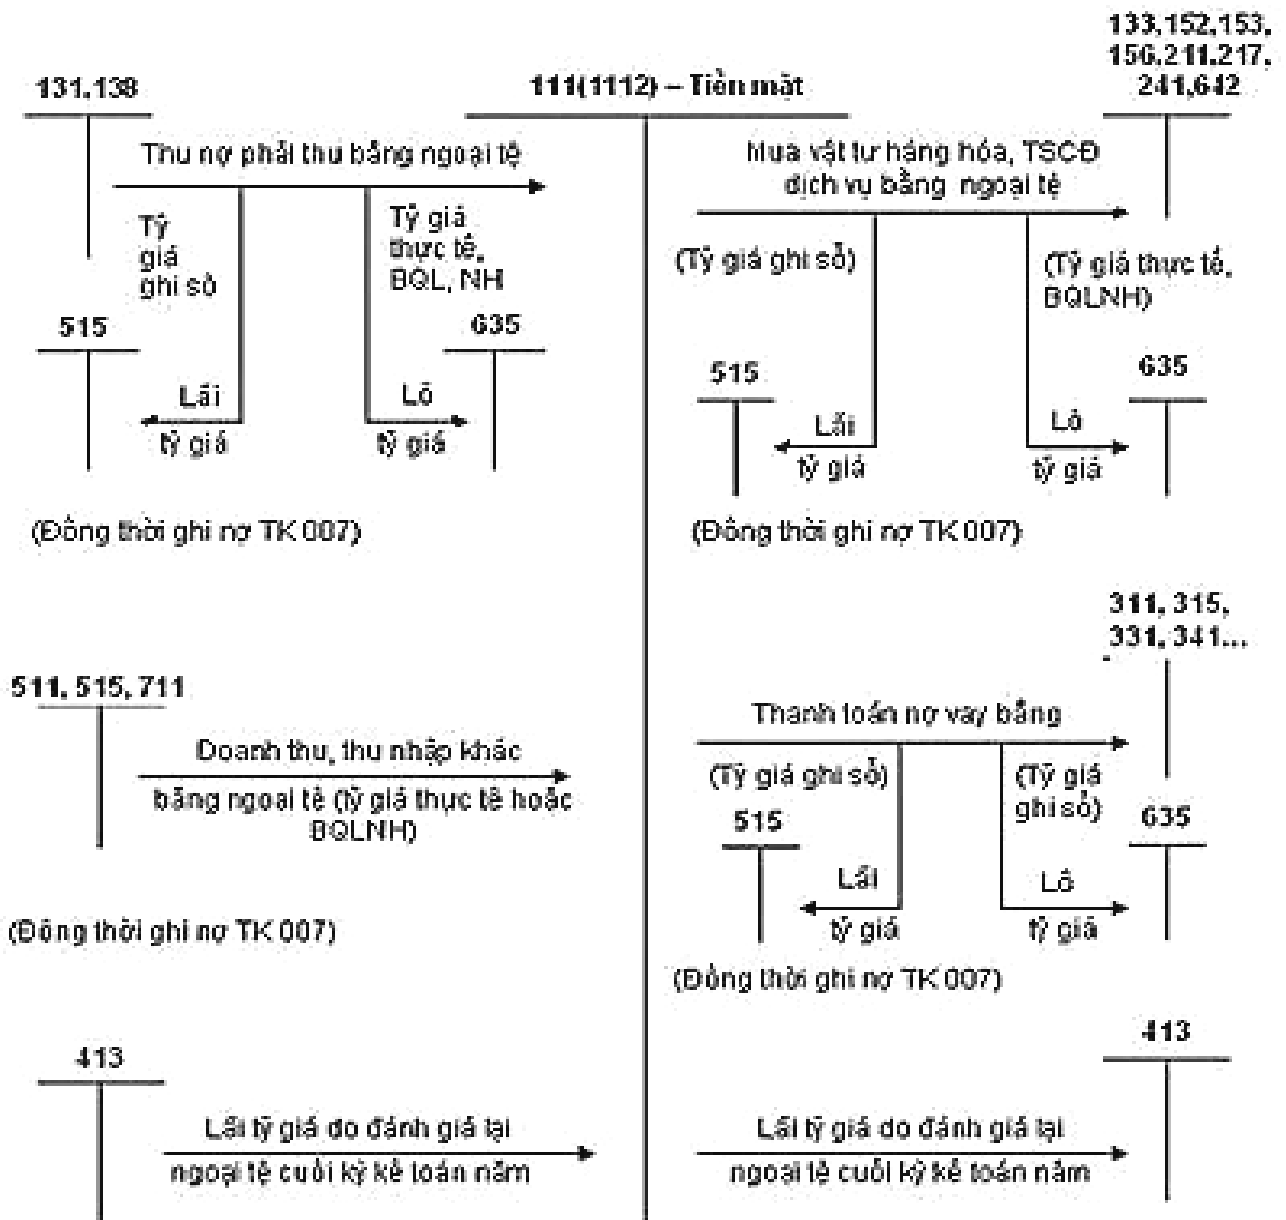 133,152,153,
156,211,217,
241,642
131,138
111(1112) – Tiền mặt
Thu nợ phải thu bằng ngoại tệ
Tỷ
giá
ghi sổ
Tỷ giá
thực tế,
BQL, NH
515
635
Lãi
tỷ giá
Lỗ
tỷ giá
(Đồng thời ghi nợ TK 007)
Mua vật tư hàng hóa, TSCĐ
dịch vụ bằng ngoại tệ
(Tỷ giá ghi sổ)
(Tỷ giá thực tế,
BQLNH)
515
635
Lãi
tỷ giá
Lỗ
tỷ giá
(Đồng thời ghi nợ TK 007)
511, 515, 711
Doanh thu, thu nhập khác
bằng ngoại tệ (tỷ giá thực tế hoặc
BQLNH)
(Đồng thời ghi nợ TK 007)
311, 315,
331, 341...
Thanh toán nợ vay bằng
(Tỷ giá ghi sổ)
(Tỷ giá
ghi sổ)
515
635
Lãi
tỷ giá
Lỗ
tỷ giá
(Đồng thời ghi nợ TK 007)
413
Lãi tỷ giá do đánh giá lại
ngoại tệ cuối kỳ kế toán năm
413
Lãi tỷ giá do đánh giá lại
ngoại tệ cuối kỳ kế toán năm